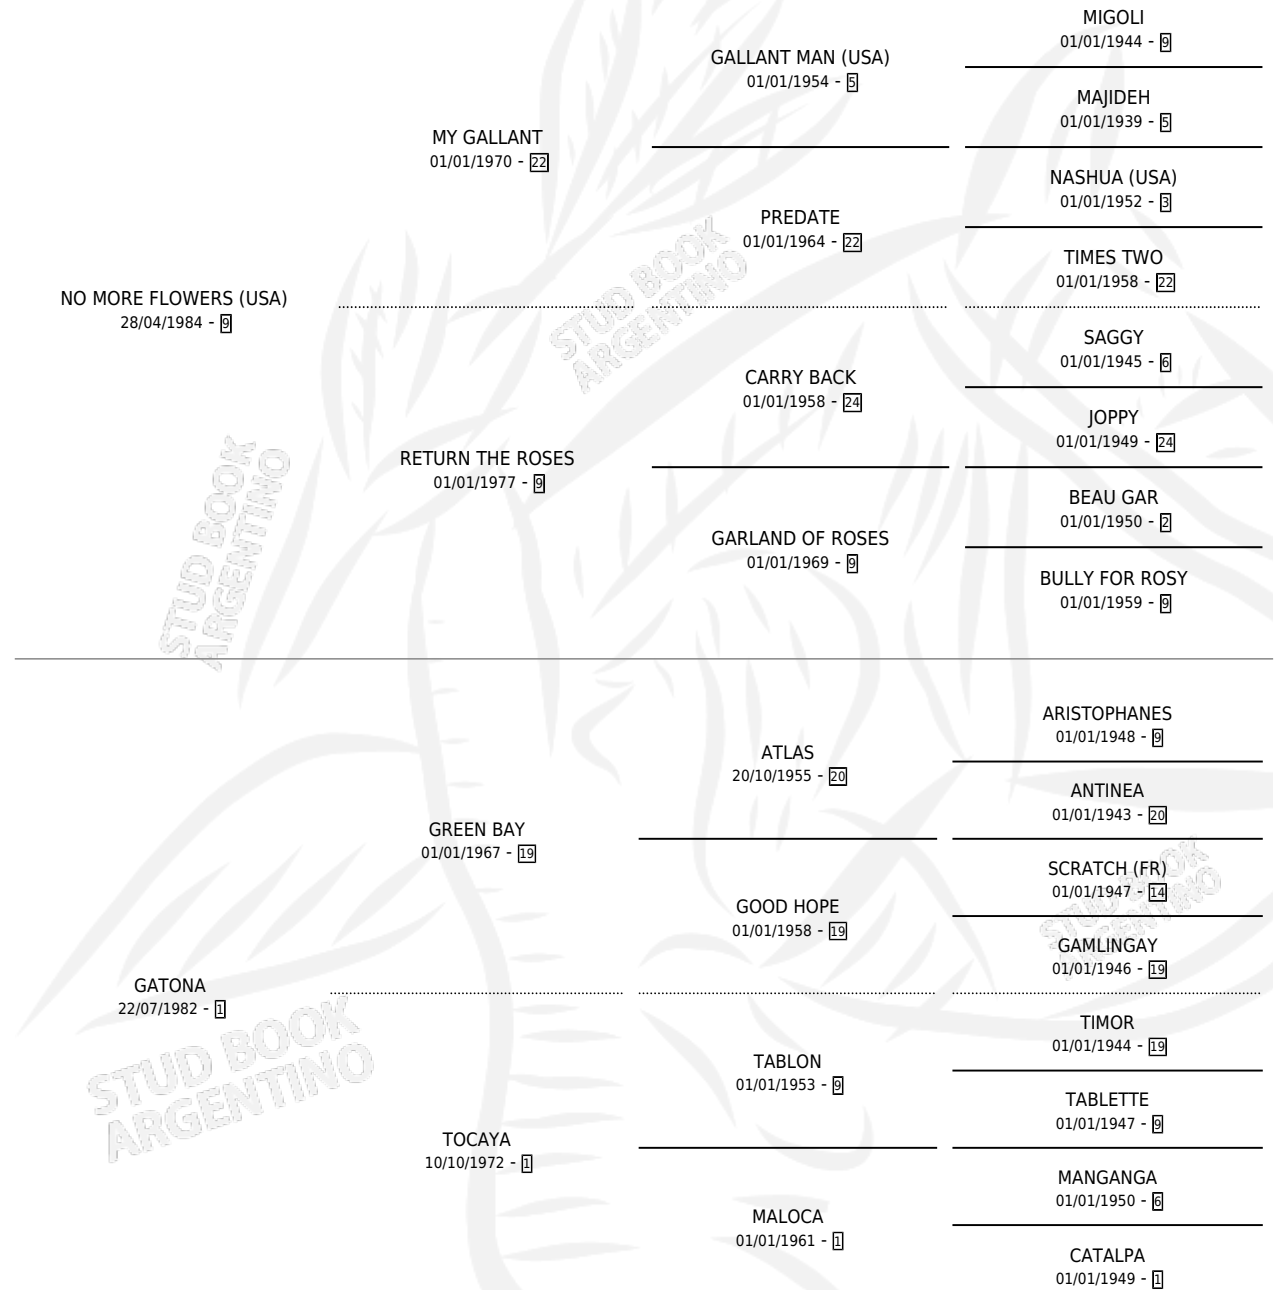 MIGOLI
01/01/1944 - 9
GALLANT MAN (USA)
01/01/1954 - 5
MAJIDEH
01/01/1939 - 5
MY GALLANT
01/01/1970 - 22
NASHUA (USA)
01/01/1952 - 3
PREDATE
01/01/1964 - 22
TIMES TWO
01/01/1958 - 22
NO MORE FLOWERS (USA)
28/04/1984 - 9
STUD BOOK
ARGENTINO
SAGGY
01/01/1945 - 6
CARRY BACK
01/01/1958 - 24
JOPPY
01/01/1949 - 24
RETURN THE ROSES
01/01/1977 - 9
BEAU GAR
01/01/1950 - 2
GARLAND OF ROSES
01/01/1969 - 9
BULLY FOR ROSY
01/01/1959 - 9
STUD BOOK
ARGENTINO
ARISTOPHANES
01/01/1948 - 9
ATLAS
20/10/1955 - 20
ANTINEA
01/01/1943 - 20
GREEN BAY
01/01/1967 - 19
SCRATCH (FR)
01/01/1947 - 14
GOOD HOPE
01/01/1958 - 19
STUD BOOK
ARGENTINO
GAMLINGAY
01/01/1946 - 19
GATONA
22/07/1982 - 1
TIMOR
01/01/1944 - 19
STUD BOOK
ARGENTINO
TABLON
01/01/1953 - 9
TABLETTE
01/01/1947 - 9
TOCAYA
10/10/1972 - 1
MANGANGA
01/01/1950 - 6
MALOCA
01/01/1961 - 1
CATALPA
01/01/1949 - 1